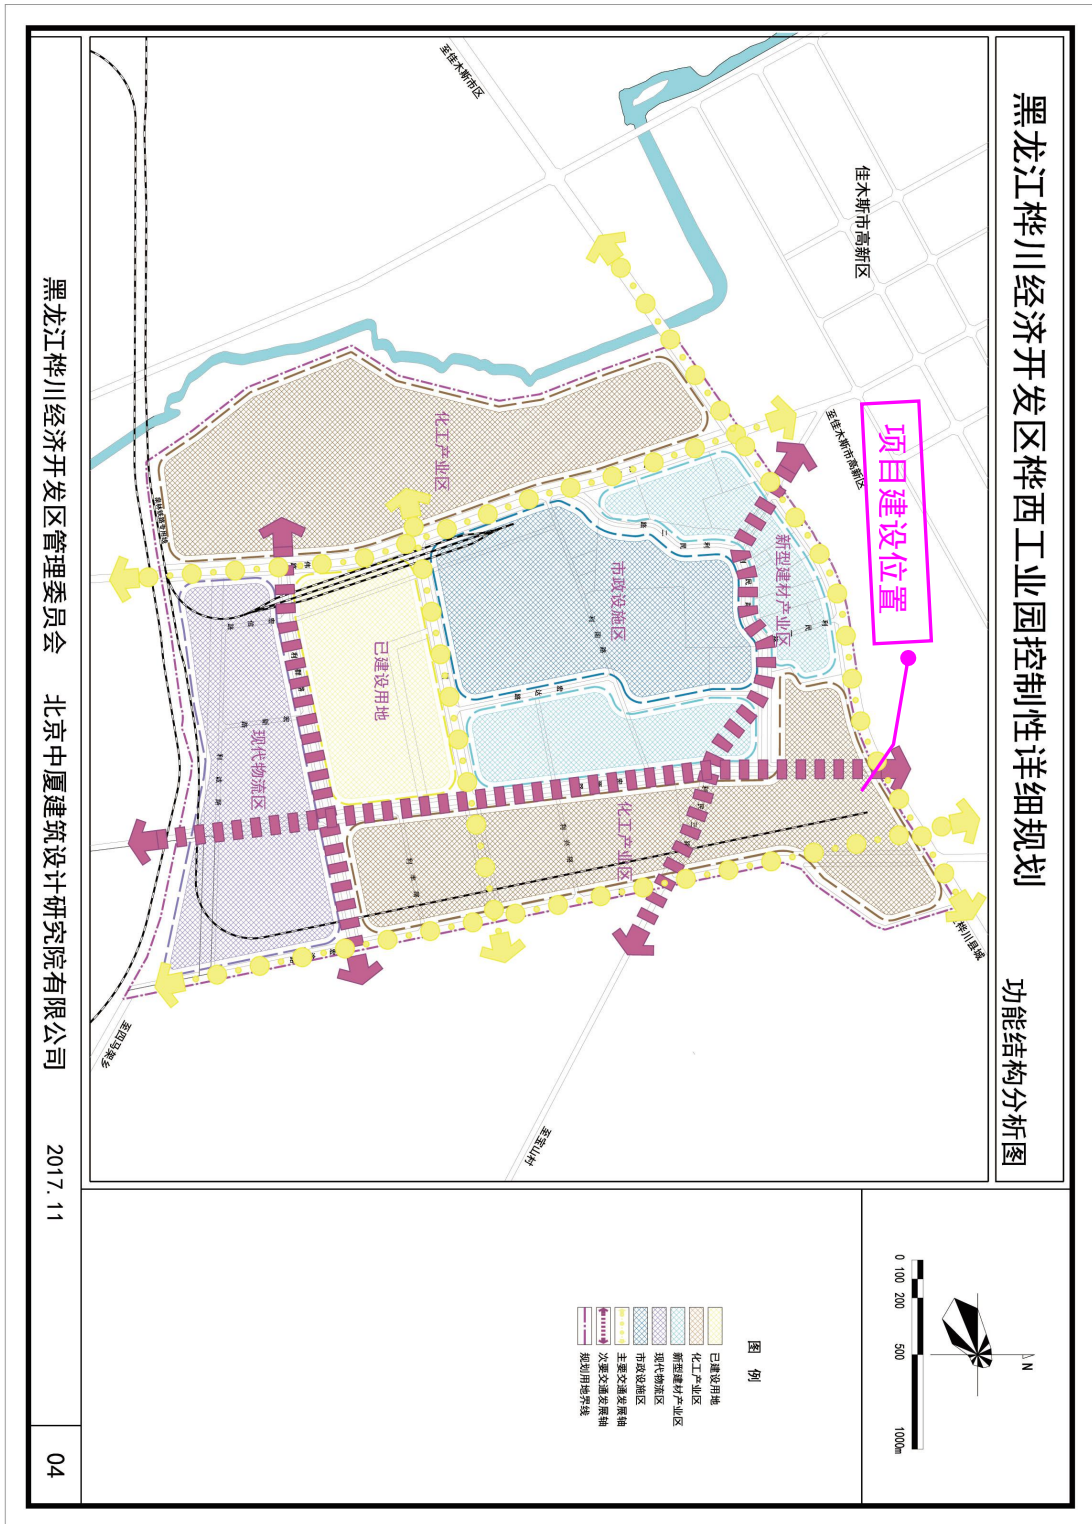 黑龙江桦川经济开发区桦西工业园控制性详细规划
功能结构分析图
佳木斯市高新区
至佳木斯市区
至佳木斯市高新区
项目建设位置
新型建材产业区
化工产业区
市政设施区
已建设用地
现代物流区
化工产业区
桦川县城
至宝山村
至四马架乡
N
0 100 200 500 1000m
图 例
已建设用地
化工产业区
新型建材产业区
现代物流区
市政设施区
主要交通发展轴
次要交通发展轴
规划用地界线
黑龙江桦川经济开发区管理委员会 北京中厦建筑设计研究院有限公司 2017.11
04